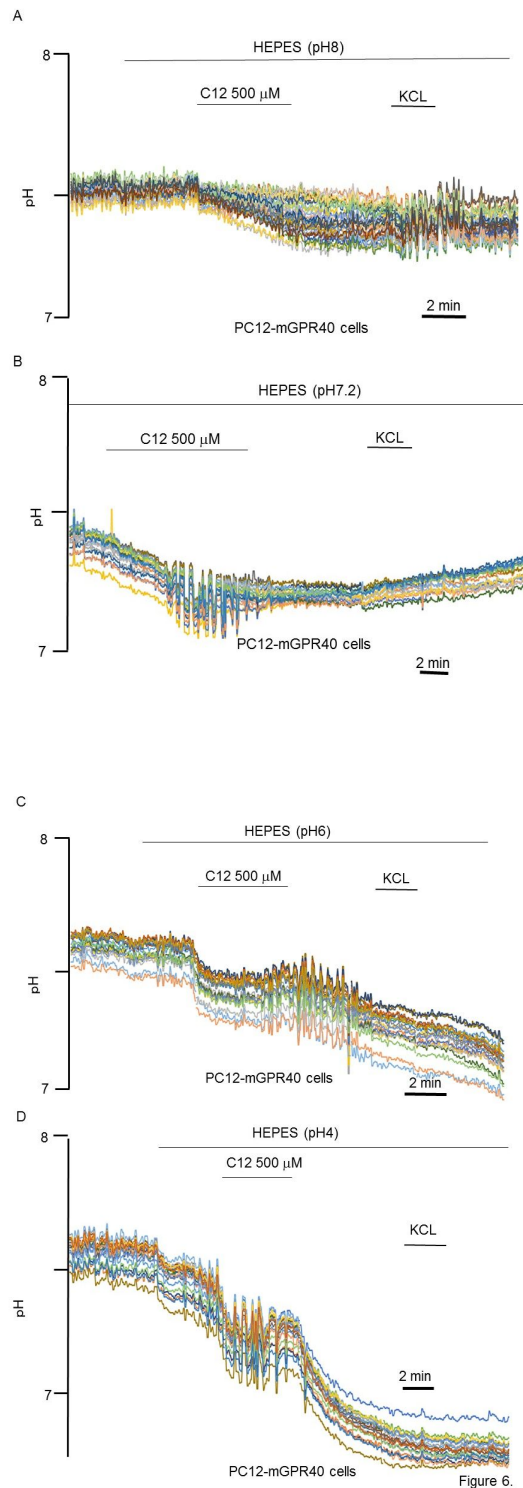 A
8
HEPES (pH8)
C12 500 μM
KCL
pH
2 min
7
PC12-mGPR40 cells
B
8
HEPES (pH7.2)
C12 500 μM
KCL
pH
7
PC12-mGPR40 cells
2 min
C
8
HEPES (pH6)
C12 500 μM
KCL
pH
PC12-mGPR40 cells
2 min
7
D
8
HEPES (pH4)
C12 500 μM
KCL
pH
2 min
7
PC12-mGPR40 cells
Figure 6.